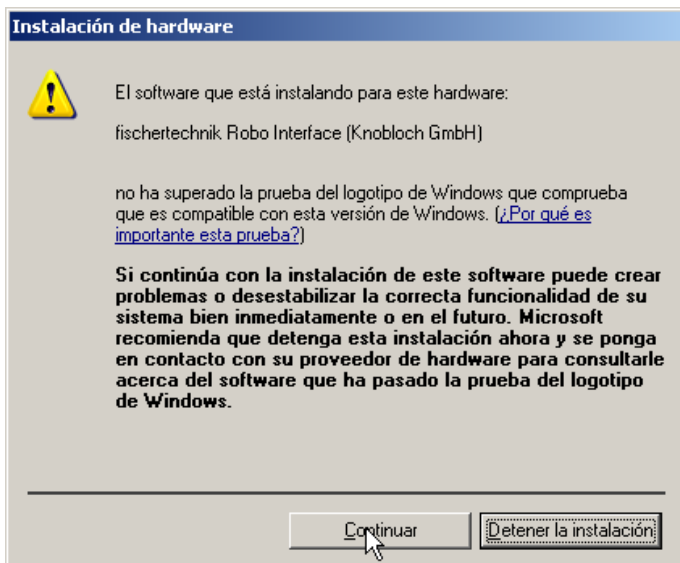 Instalación de hardware
El software que está instalando para este hardware:
fischertechnik Robo Interface (Knobloch GmbH)
no ha superado la prueba del logotipo de Windows que comprueba
que es compatible con esta versión de Windows. (¿Por qué es
importante esta prueba?)
Si continúa con la instalación de este software puede crear
problemas o desestabilizar la correcta funcionalidad de su
sistema bien inmediatamente o en el futuro. Microsoft
recomienda que detenga esta instalación ahora y se ponga
en contacto con su proveedor de hardware para consultarle
acerca del software que ha pasado la prueba del logotipo
de Windows.
Continuar
Detener la instalación